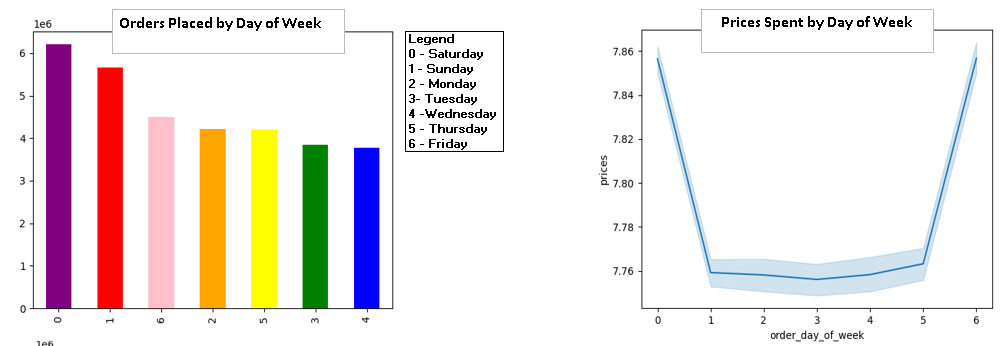 Orders Placed by Day of Week
1e6
6
5
4
3
2
1
0
0 1 6 2 5 3 4
1e6
Legend
0 - Saturday
1 - Sunday
2 - Monday
3- Tuesday
4 -Wednesday
5 - Thursday
6 - Friday
Prices Spent by Day of Week
7.86
7.84
7.82
7.80
7.78
7.76
prices
0 1 2 3 4 5 6
order_day_of_week